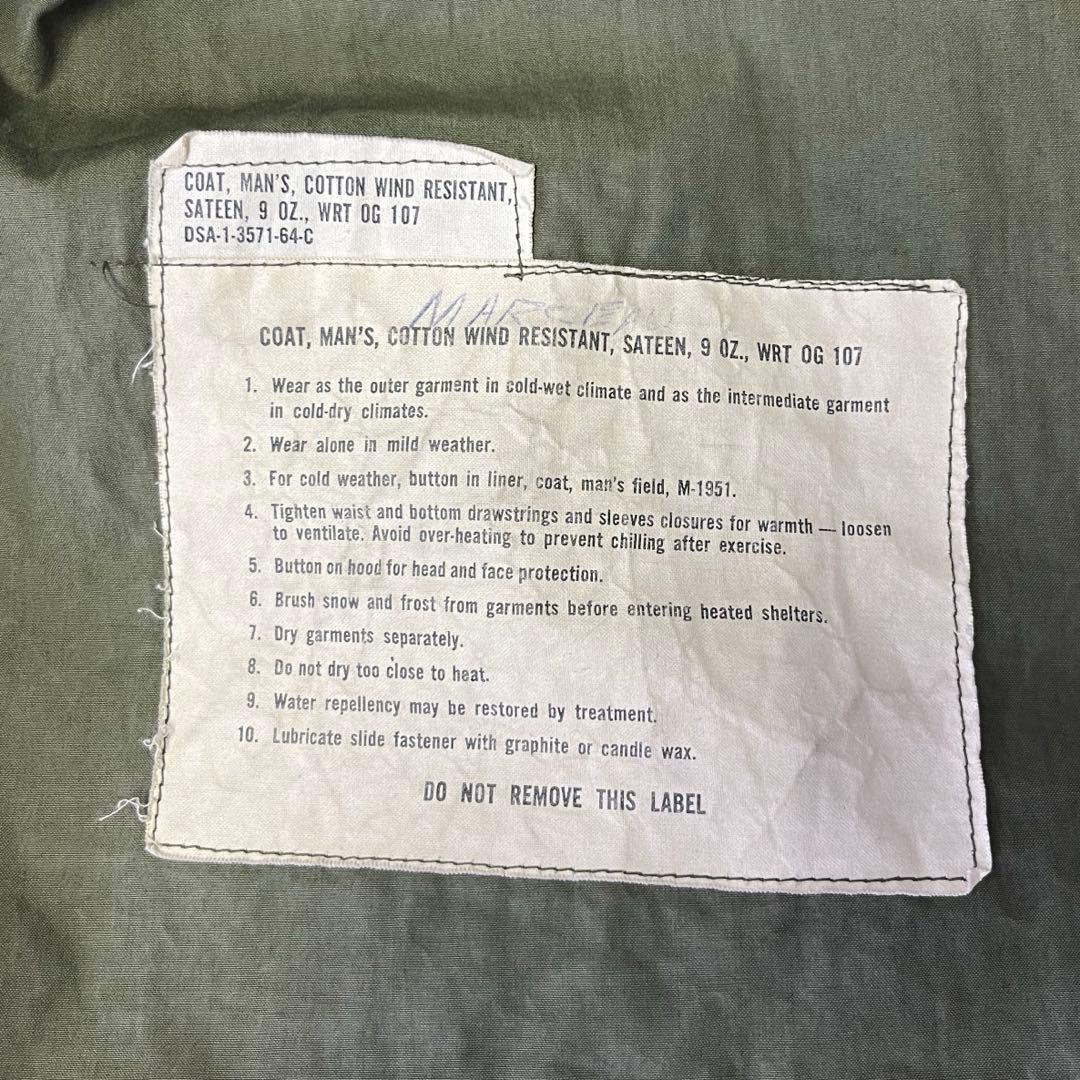 COAT, MAN'S, COTTON WIND RESISTANT,
SATEEN, 9 OZ., WRT OG 107
DSA-1-3571-64-C
COAT, MAN'S, COTTON WIND RESISTANT, SATEEN, 9 OZ., WRT OG 107
1. Wear as the outer garment in cold-wet climate and as the intermediate garment
in cold-dry climates.
2. Wear alone in mild weather.
3. For cold weather, button in liner, coat, man's field, M-1951.
4. Tighten waist and bottom drawstrings and sleeves closures for warmth — loosen
to ventilate. Avoid over-heating to prevent chilling after exercise.
5. Button on hood for head and face protection.
6. Brush snow and frost from garments before entering heated shelters.
7. Dry garments separately.
8. Do not dry too close to heat.
9. Water repellency may be restored by treatment.
10. Lubricate slide fastener with graphite or candle wax.
DO NOT REMOVE THIS LABEL